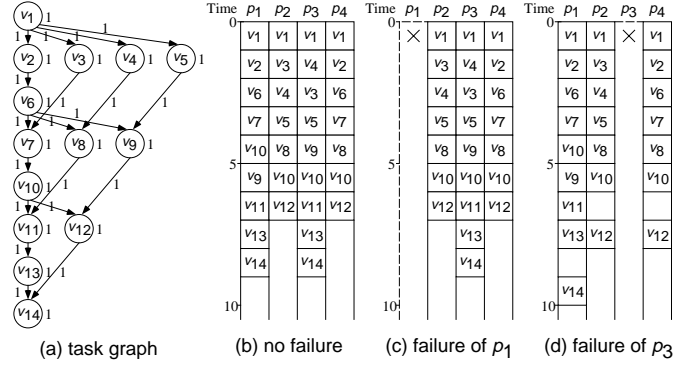 Time p1 p2 p3 p4 Time p1 p2 p3 p4 Time p1 p2 p3 p4
0 0 0
v1 1 v1 v1 v1 v1 × v1 v1 v1 v1 v1 × v1
1 1 1 1 1
v2 1 v3 1 v4 1 v5 1 v2 v3 v4 v2 v3 v4 v2 v2 v3 v2
1
v6 1 v6 v4 v3 v6 v4 v3 v6 v6 v4 v6
1 1 1 1 1 1
v7 1 v8 1 v9 1 v7 v5 v5 v7 v5 v5 v7 v7 v5 v7
v10 v8 v9 v8 v8 v9 v8 v10 v8 v8
5 5 5
1 1 1
v10 1 v9 v10 v10 v10 v10 v10 v10 v9 v10 v10
1 1
v11 1 v12 1 v11 v12 v11 v12 v12 v11 v12 v11
1 1
v13 1 v13 v13 v13 v13 v12 v12
1
v14 1 v14 v14 v14 v14
10 10 10
(a) task graph (b) no failure (c) failure of p1 (d) failure of p3